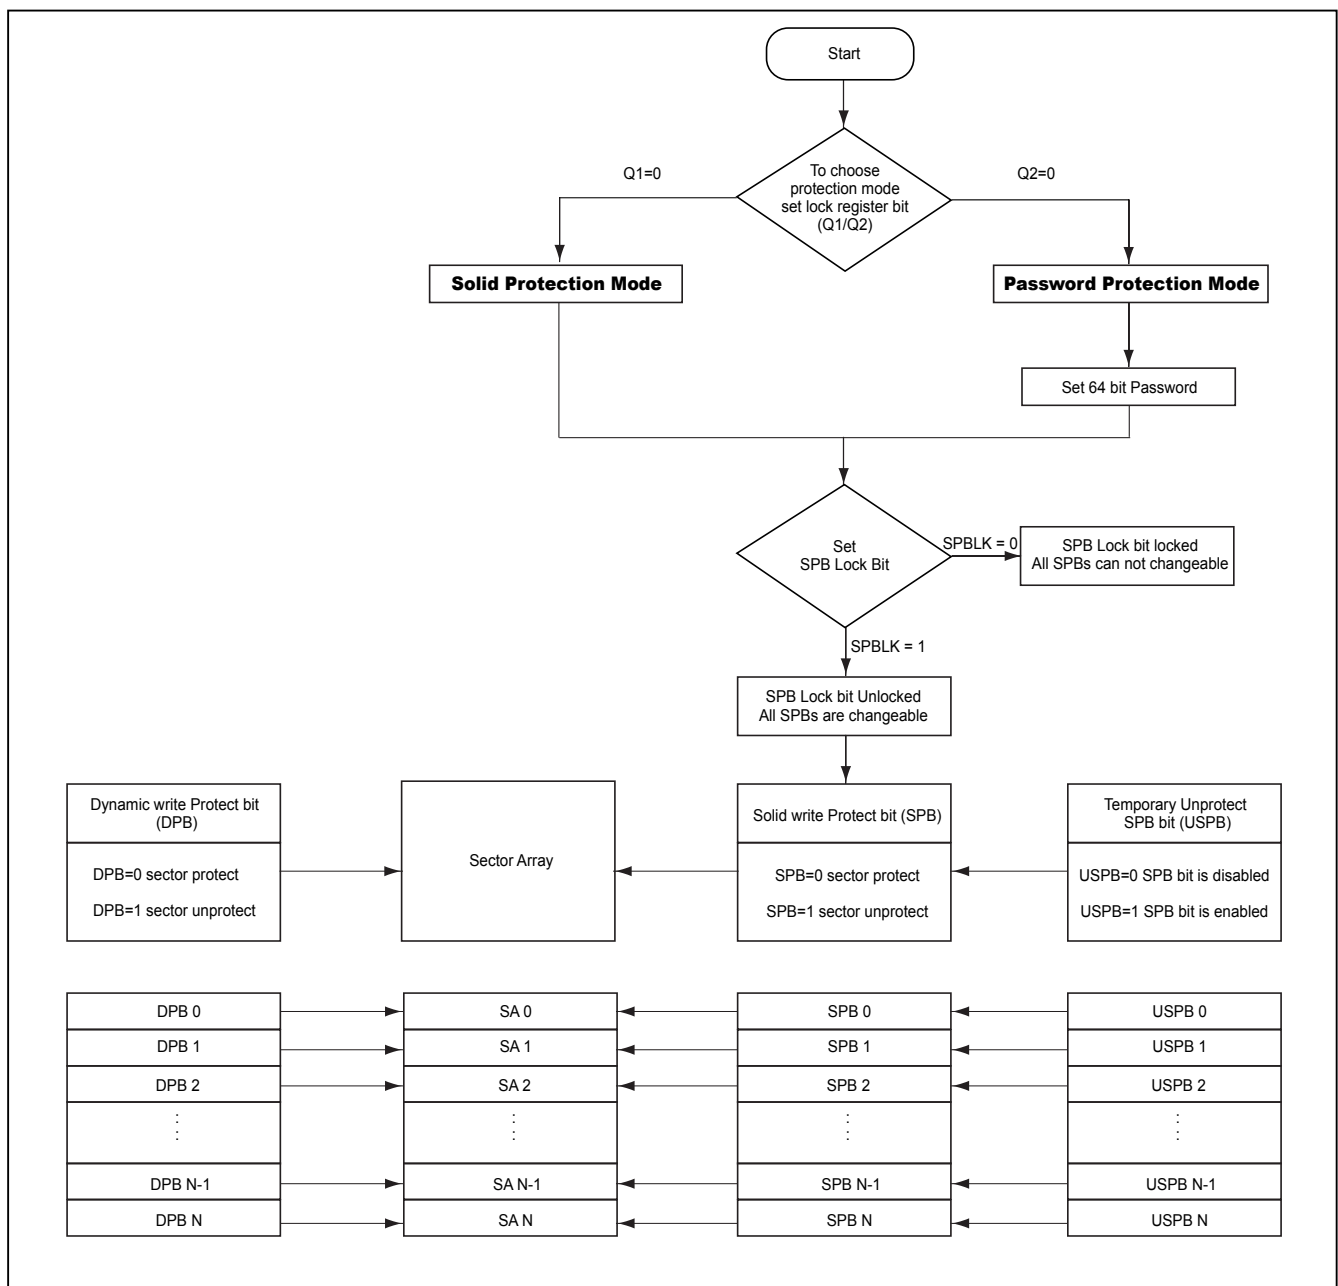 Start
To choose
protection mode
set lock register bit
(Q1/Q2)
Q1=0
Q2=0
Solid Protection Mode
Password Protection Mode
Set 64 bit Password
Set
SPB Lock Bit
SPBLK = 0
SPB Lock bit locked
All SPBs can not changeable
SPBLK = 1
SPB Lock bit Unlocked
All SPBs are changeable
Dynamic write Protect bit
(DPB)
DPB=0 sector protect
DPB=1 sector unprotect
Sector Array
Solid write Protect bit (SPB)
SPB=0 sector protect
SPB=1 sector unprotect
Temporary Unprotect
SPB bit (USPB)
USPB=0 SPB bit is disabled
USPB=1 SPB bit is enabled
DPB 0
SA 0
SPB 0
USPB 0
DPB 1
SA 1
SPB 1
USPB 1
DPB 2
SA 2
SPB 2
USPB 2
DPB N-1
SA N-1
SPB N-1
USPB N-1
DPB N
SA N
SPB N
USPB N